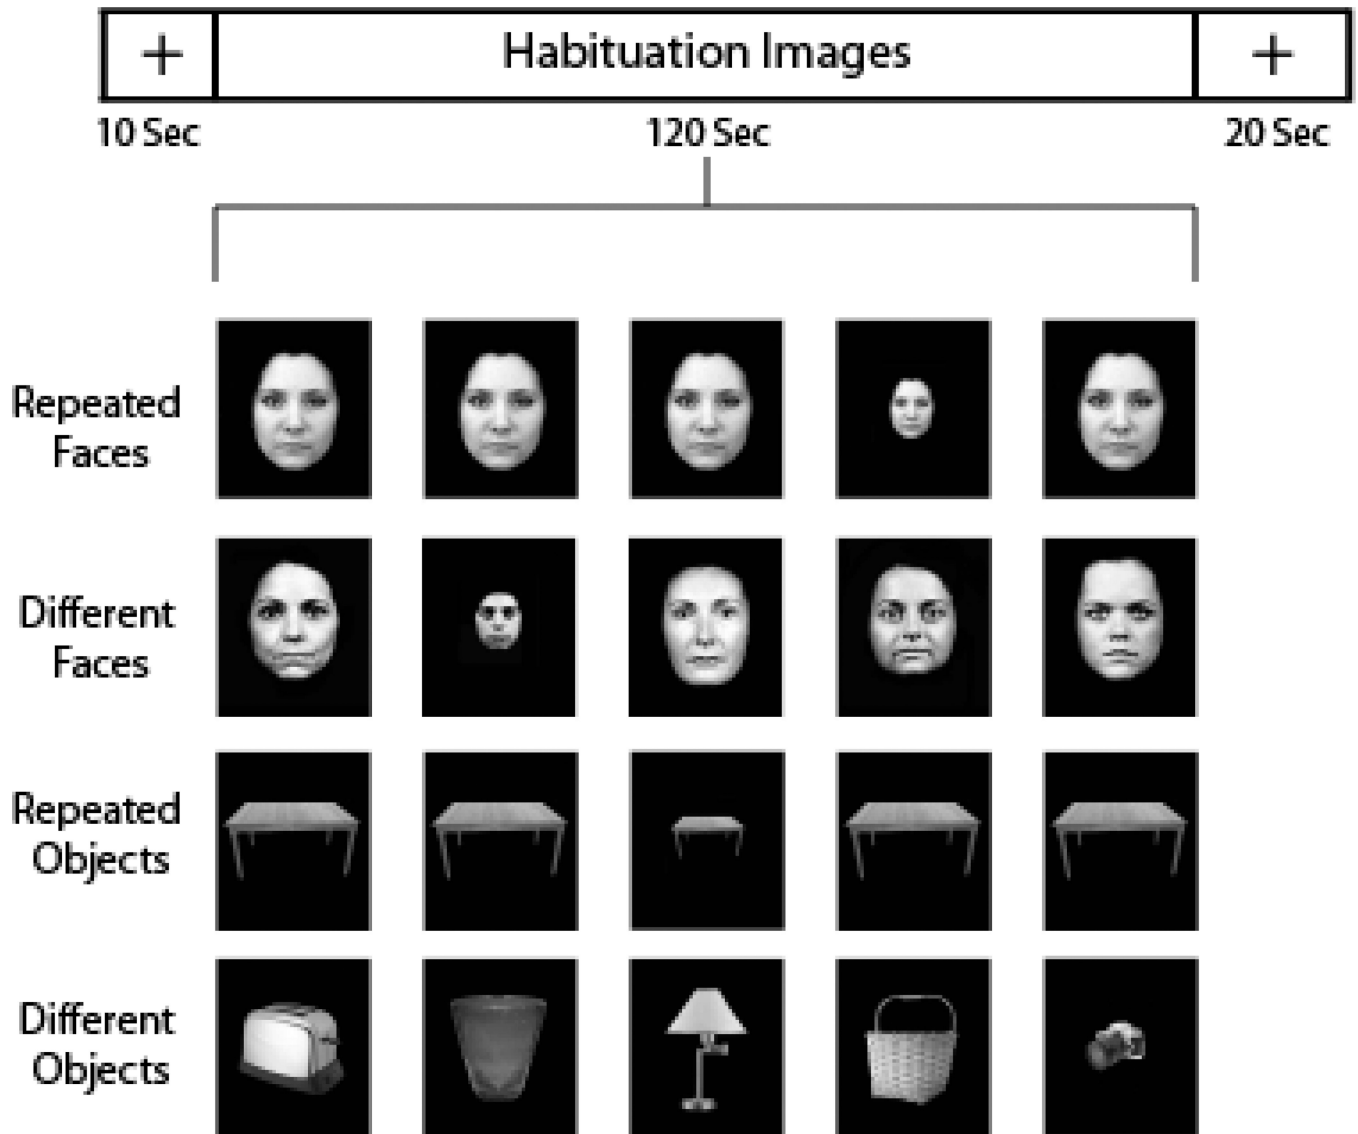 + Habituation Images +
10 Sec 120 Sec 20 Sec
Repeated
Faces
Different
Faces
Repeated
Objects
Different
Objects